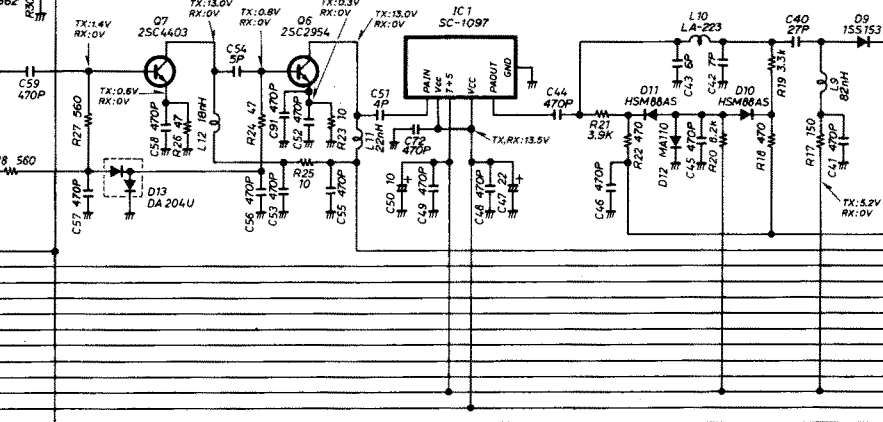 TX:1.4V
RX:0V
Q7
2SC4403
TX:13.0V
RX:0V
TX:0.8V
RX:0V
Q6
2SC2954
TX:0.3V
RX:0V
TX:13.0V
RX:0V
IC1
SC-1097
L10
LA-223
C40
27P
D9
1SS153
R30
C59
470P
TX:0.6V
RX:0V
C54
5P
C51
4P
PAIN
Vcc
7+5
Vcc
PAOUT
GND
C44
470P
C43 6P
C42 7P
R19 3.3k
L9
82nH
R27 560
C58 470P
R26 47
L12 18nH
R24 47
C91 470P
C52 470P
R23 10
L11
22nH
C72
470P
TX,RX:13.5V
R21
3.9K
D11
HSM88AS
D10
HSM88AS
R22 470
D12 MA110
C45 470P
R20 8.2k
R18 470
R17 150
C41 470P
560
D13
DA204U
R25
10
C57 470P
C56 470P
C53 470P
C55 470P
C50 10
C49 470P
C48 470P
C47 22
C46 470P
TX:5.2V
RX:0V